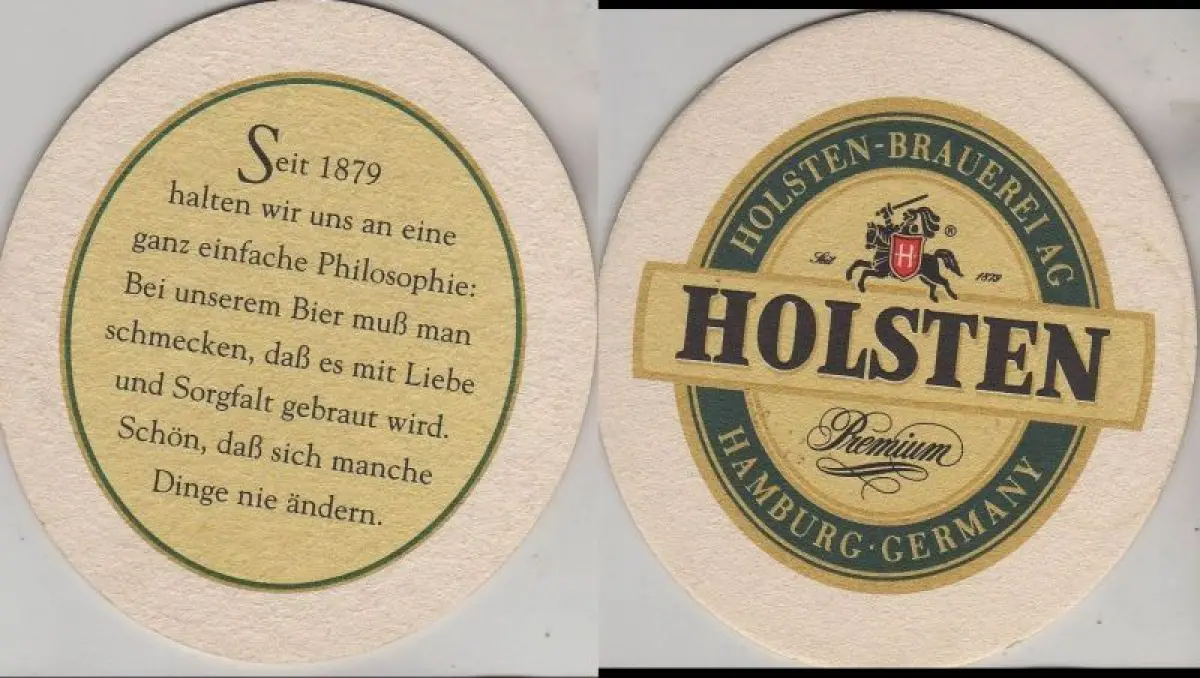 Seit 1879
halten wir uns an eine
ganz einfache Philosophie:
Bei unserem Bier muß man
schmecken, daß es mit Liebe
und Sorgfalt gebraut wird.
Schön, daß sich manche
Dinge nie ändern.
HOLSTEN-BRAUEREI AG
H
®
Seit 1879
HOLSTEN
Premium
HAMBURG · GERMANY